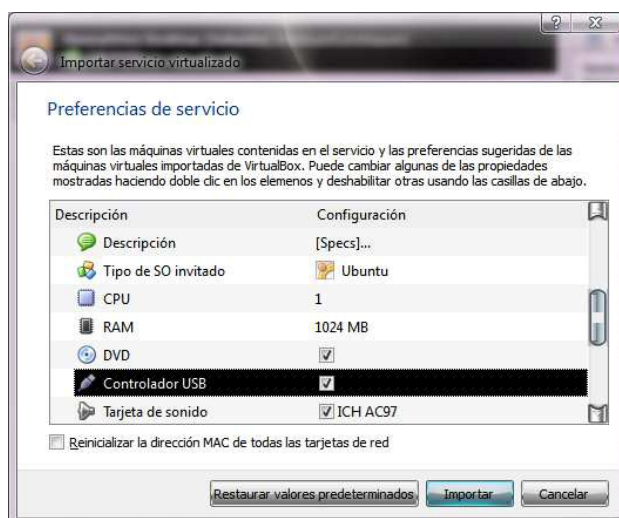 Importar servicio virtualizado
Preferencias de servicio
Estas son las máquinas virtuales contenidas en el servicio y las preferencias sugeridas de las
máquinas virtuales importadas de VirtualBox. Puede cambiar algunas de las propiedades
mostradas haciendo doble clic en los elemenos y deshabilitar otras usando las casillas de abajo.
Descripción Configuración
Descripción [Specs]...
Tipo de SO invitado Ubuntu
CPU 1
RAM 1024 MB
DVD
Controlador USB
Tarjeta de sonido ICH AC97
Reinicializar la dirección MAC de todas las tarjetas de red
Restaurar valores predeterminados Importar Cancelar